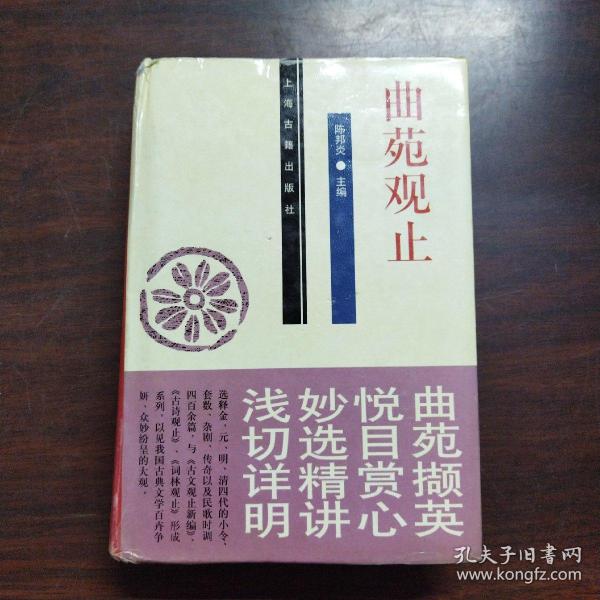 曲苑观止
陈邦炎●主编
上海古籍出版社
曲苑撷英
悦目赏心
妙选精讲
浅切详明
选释金、元、明、清四代的小令、
套数、杂剧、传奇以及民歌时调
四百余篇，与《古文观止新编》、
《古诗观止》、《词林观止》形成
系列，以见我国古典文学百卉争
妍、众妙纷呈的大观。
孔夫子旧书网
www.kongfz.com